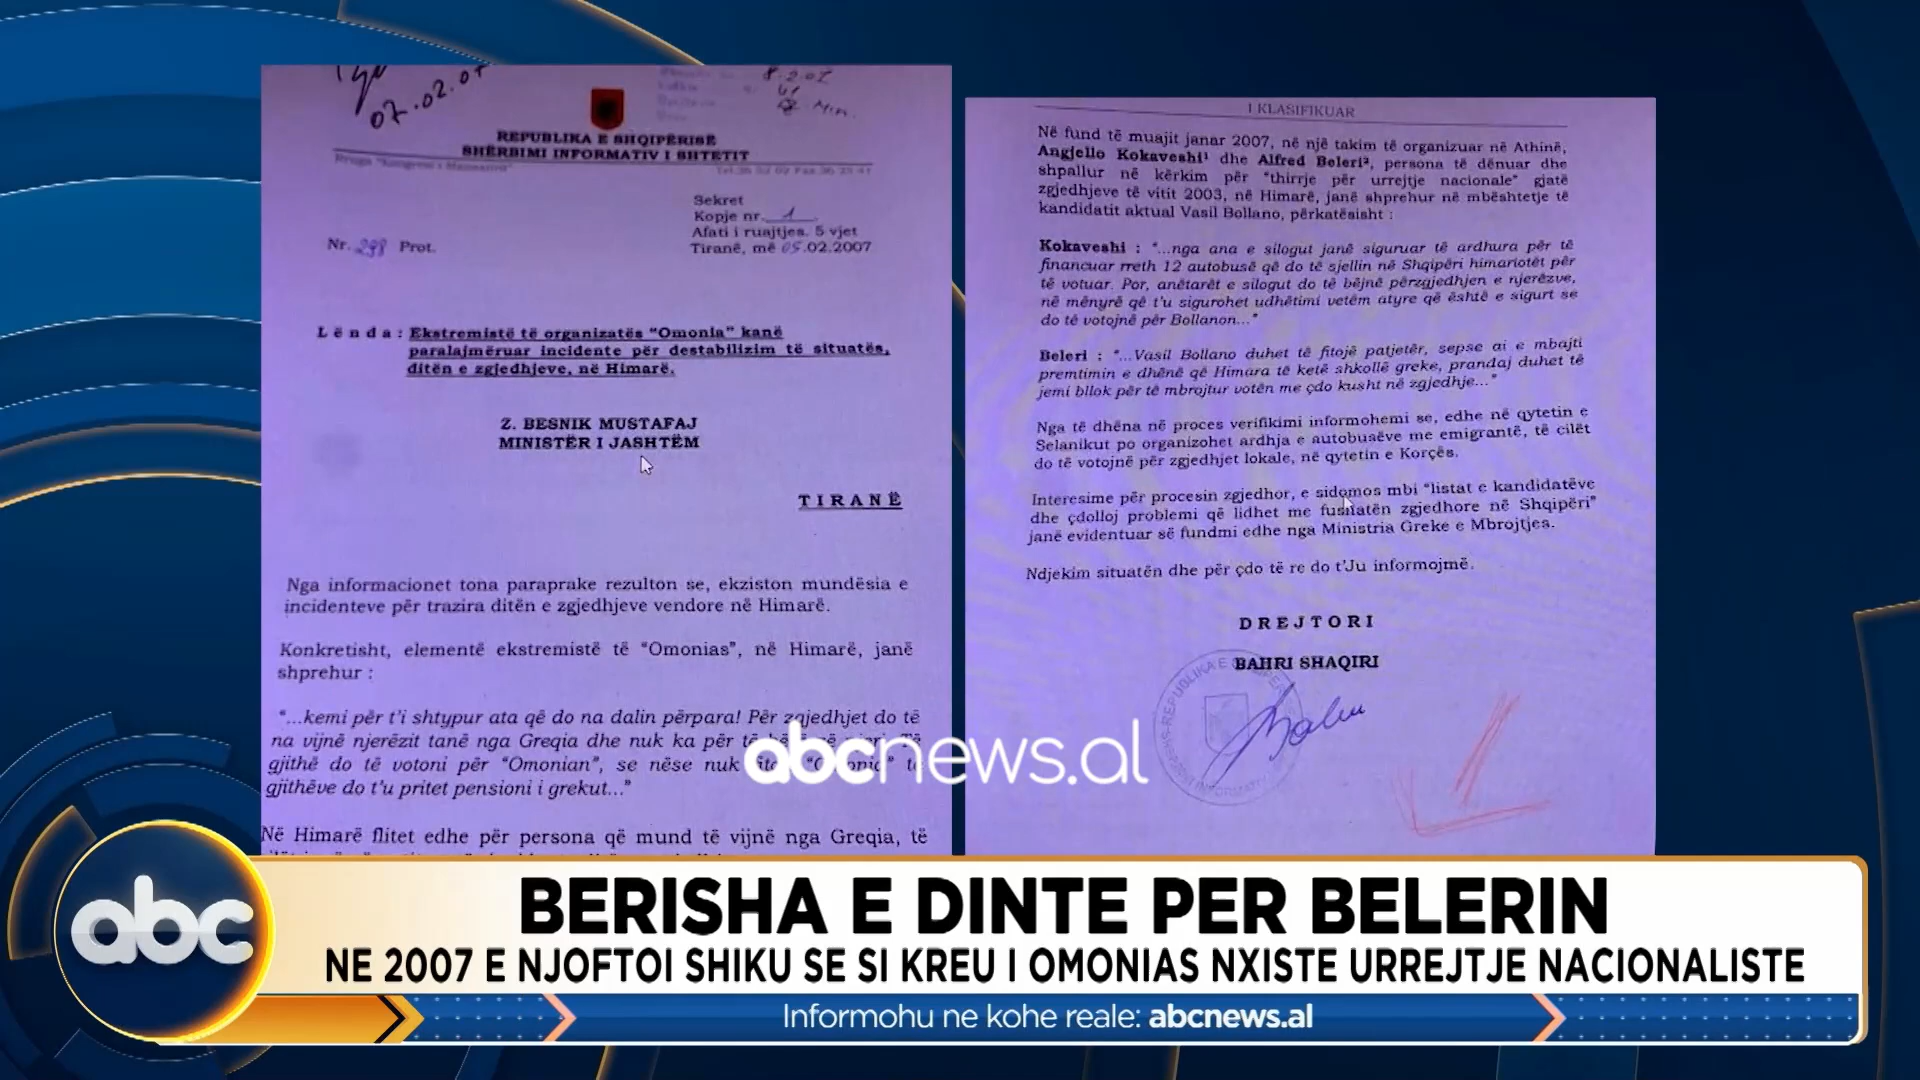 07.02.07
8.2.07
REPUBLIKA E SHQIPËRISË
SHËRBIMI INFORMATIV I SHTETIT
Sekret
Kopje nr. 1
Afati i ruajtjes. 5 vjet
Nr. 298 Prot.
Tiranë, më 05.02.2007
Lënda : Ekstremistë të organizatës “Omonia” kanë
paralajmëruar incidente për destabilizim të situatës,
ditën e zgjedhjeve, në Himarë.
Z. BESNIK MUSTAFAJ
MINISTËR I JASHTËM
TIRANË
Nga informacionet tona paraprake rezulton se, ekziston mundësia e
incidenteve për trazira ditën e zgjedhjeve vendore në Himarë.
Konkretisht, elementë ekstremistë të “Omonias”, në Himarë, janë
shprehur :
“...kemi për t’i shtypur ata që do na dalin përpara! Për zgjedhjet do të
na vijnë njerëzit tanë nga Greqia dhe nuk ka për të
gjithë do të votoni për “Omonian”, se nëse nuk
gjithëve do t’u pritet pensioni i grekut...”
Në Himarë flitet edhe për persona që mund të vijnë nga Greqia, të
I KLASIFIKUAR
Në fund të muajit janar 2007, në një takim të organizuar në Athinë,
Angjello Kokaveshi¹ dhe Alfred Beleri², persona të dënuar dhe
shpallur në kërkim për “thirrje për urrejtje nacionale” gjatë
zgjedhjeve të vitit 2003, në Himarë, janë shprehur në mbështetje të
kandidatit aktual Vasil Bollano, përkatësisht :
Kokaveshi : “...nga ana e silogut janë siguruar të ardhura për të
financuar rreth 12 autobusë që do të sjellin në Shqipëri himariotët për
të votuar. Por, anëtarët e silogut do të bëjnë përzgjedhjen e njerëzve,
në mënyrë që t’u sigurohet udhëtimi vetëm atyre që është e sigurt se
do të votojnë për Bollanon...”
Beleri : “...Vasil Bollano duhet të fitojë patjetër, sepse ai e mbajti
premtimin e dhënë që Himara të ketë shkollë greke, prandaj duhet të
jemi bllok për të mbrojtur votën me çdo kusht në zgjedhje...”
Nga të dhëna në proces verifikimi informohemi se, edhe në qytetin e
Selanikut po organizohet ardhja e autobusëve me emigrantë, të cilët
do të votojnë për zgjedhjet lokale, në qytetin e Korçës.
Interesime për procesin zgjedhor, e sidomos mbi “listat e kandidatëve
dhe çdolloj problemi që lidhet me fushatën zgjedhore në Shqipëri”
janë evidentuar së fundmi edhe nga Ministria Greke e Mbrojtjes.
Ndjekim situatën dhe për çdo të re do t’Ju informojmë.
DREJTORI
BAHRI SHAQIRI
abcnews.al
abc
BERISHA E DINTE PER BELERIN
NE 2007 E NJOFTOI SHIKU SE SI KREU I OMONIAS NXISTE URREJTJE NACIONALISTE
Informohu ne kohe reale: abcnews.al